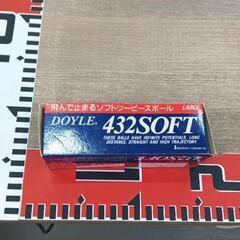 飛んで止まるソフトツーピースボール LARGE
DOYLE 432SOFT
THESE BALLS HAVE INFINITE POTENTIALS, LONG
DISTANCE, STRAIGHT AND HIGH TRAJECTORY
432SOFT